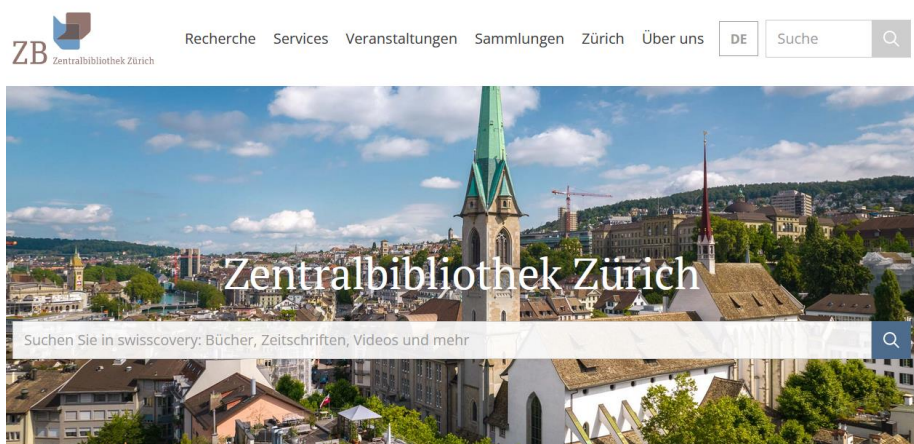 ZB Zentralbibliothek Zürich
Recherche Services Veranstaltungen Sammlungen Zürich Über uns DE Suche
Zentralbibliothek Zürich
Suchen Sie in swisscovery: Bücher, Zeitschriften, Videos und mehr